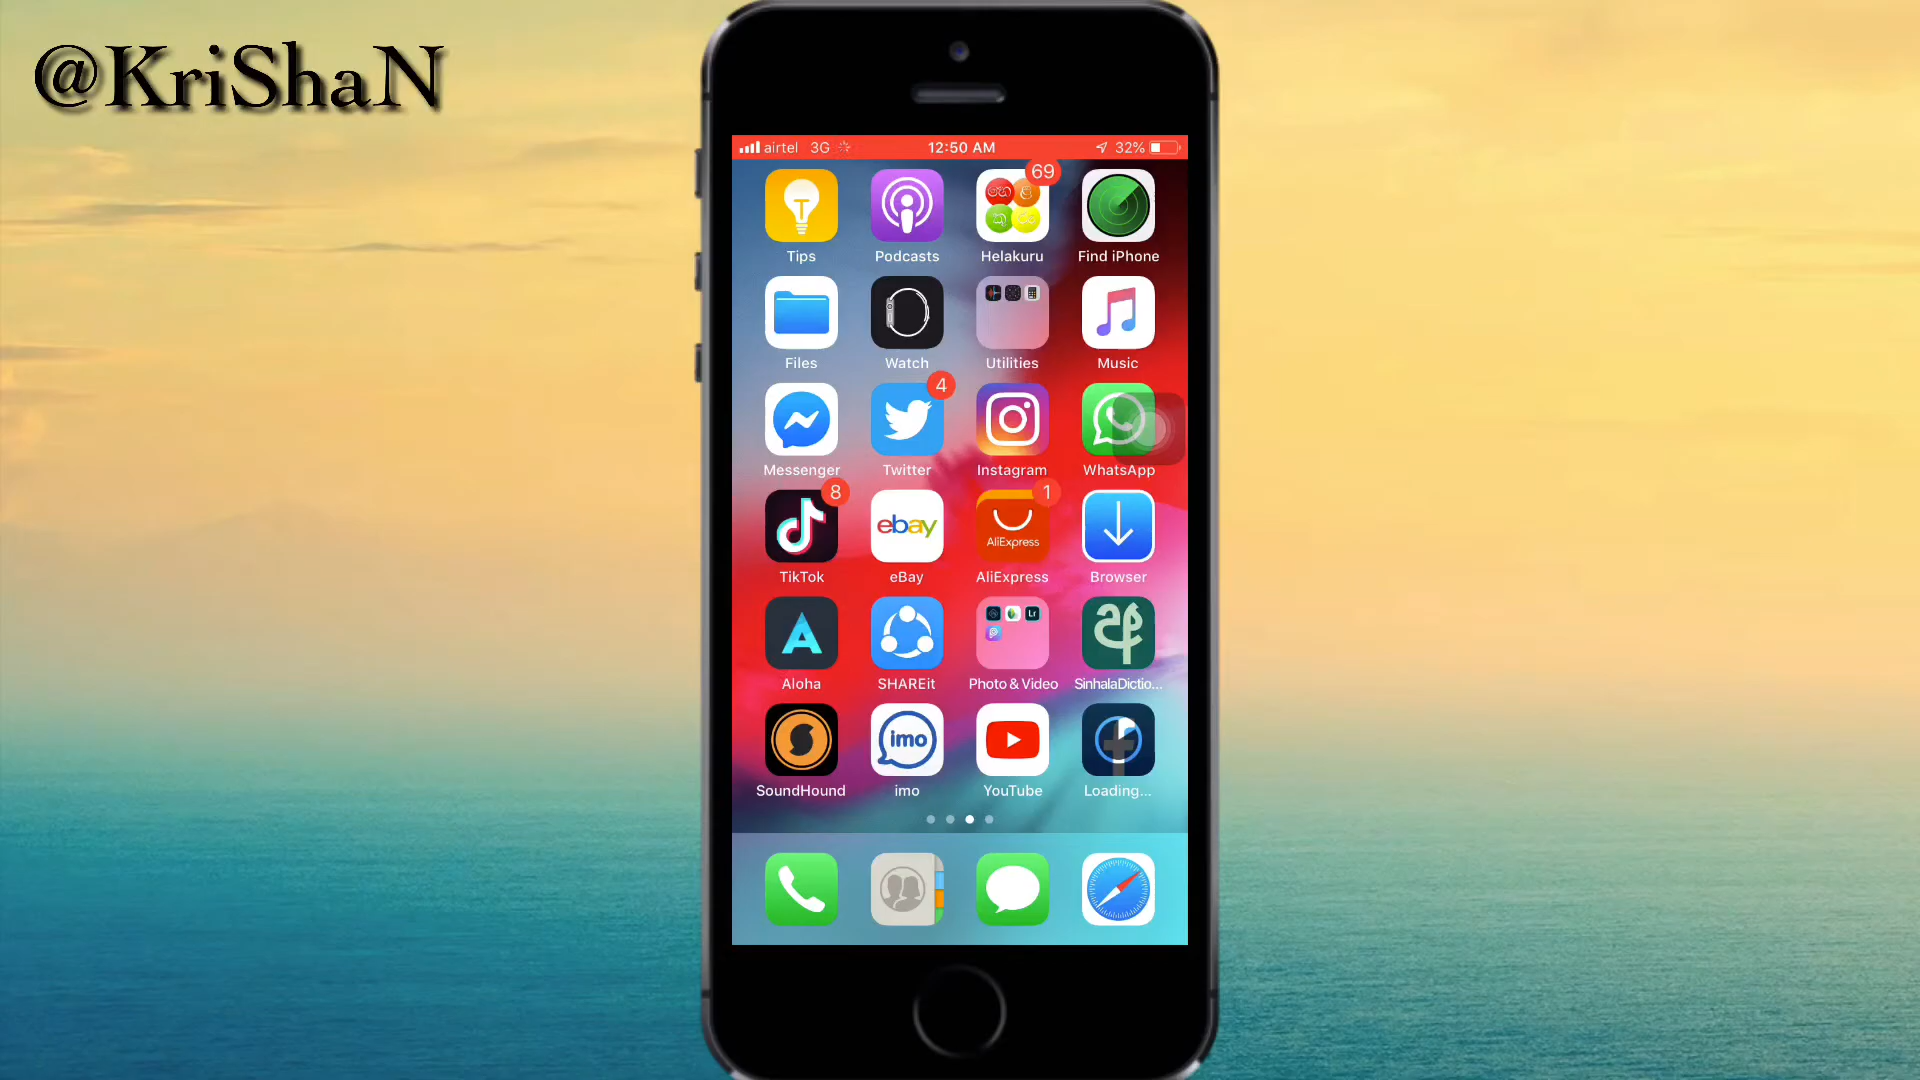 @KriShaN
airtel 3G 12:50 AM 32%
69
Tips Podcasts Helakuru Find iPhone
Files Watch Utilities Music
4
Messenger Twitter Instagram WhatsApp
8 1
ebay AliExpress
TikTok eBay AliExpress Browser
Lr
Aloha SHAREit Photo & Video SinhalaDictio...
imo
SoundHound imo YouTube Loading...